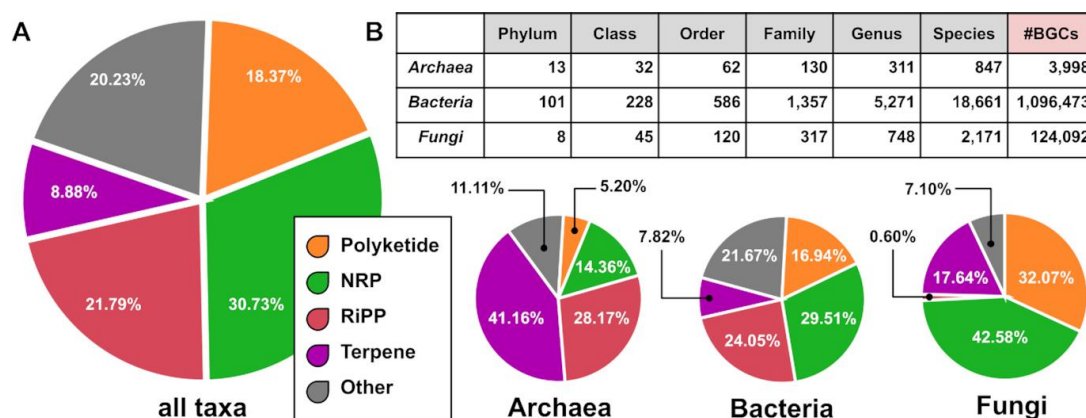 A
20.23%
18.37%
8.88%
21.79%
30.73%
all taxa
Polyketide
NRP
RiPP
Terpene
Other
B
Phylum Class Order Family Genus Species #BGCs
Archaea 13 32 62 130 311 847 3,998
Bacteria 101 228 586 1,357 5,271 18,661 1,096,473
Fungi 8 45 120 317 748 2,171 124,092
11.11%
5.20%
14.36%
41.16%
28.17%
Archaea
7.82%
21.67%
16.94%
24.05%
29.51%
Bacteria
7.10%
0.60%
17.64%
32.07%
42.58%
Fungi